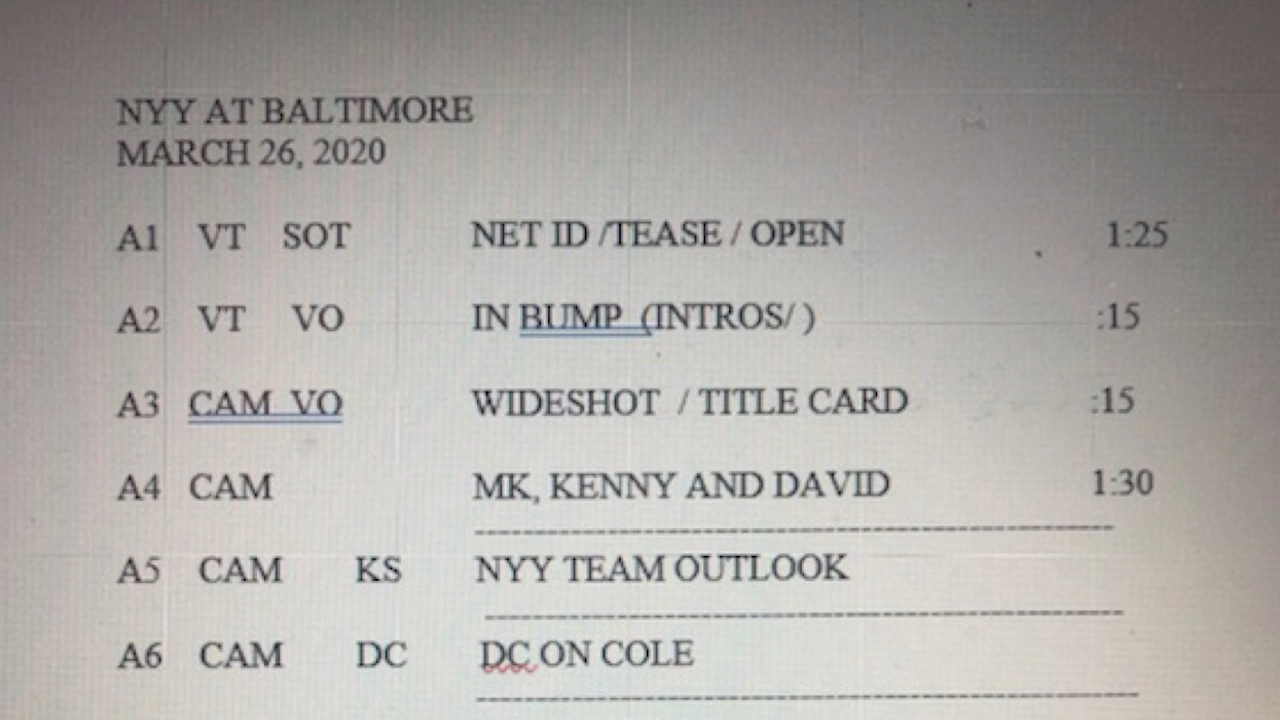 NYY AT BALTIMORE
MARCH 26, 2020
A1 VT SOT NET ID /TEASE / OPEN 1:25
A2 VT VO IN BUMP (INTROS/ ) :15
A3 CAM VO WIDESHOT / TITLE CARD :15
A4 CAM MK, KENNY AND DAVID 1:30
A5 CAM KS NYY TEAM OUTLOOK
A6 CAM DC DC ON COLE